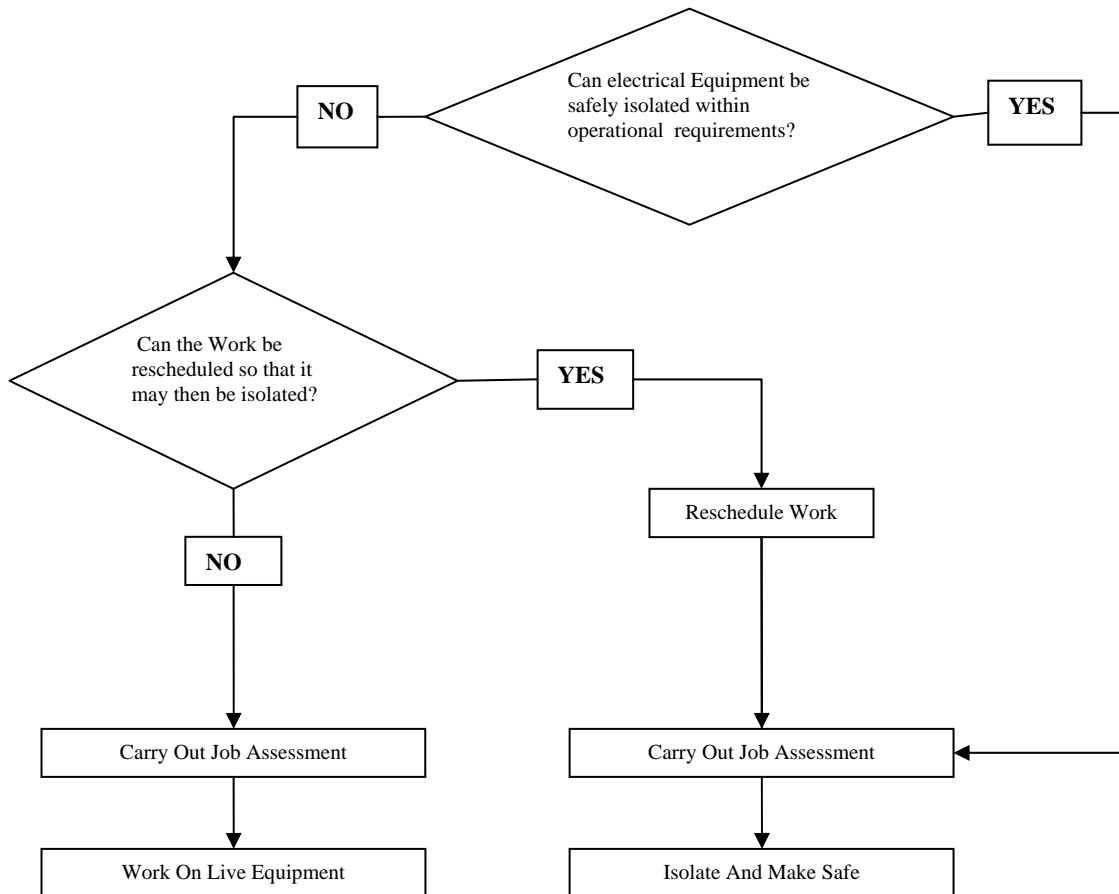 Can electrical Equipment be
safely isolated within
operational requirements?
NO
YES
Can the Work be
rescheduled so that it
may then be isolated?
YES
Reschedule Work
NO
Carry Out Job Assessment
Carry Out Job Assessment
Work On Live Equipment
Isolate And Make Safe